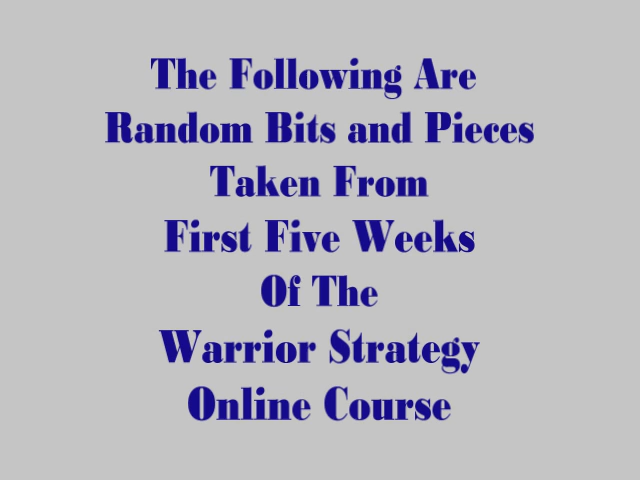 The Following Are
Random Bits and Pieces
Taken From
First Five Weeks
Of The
Warrior Strategy
Online Course